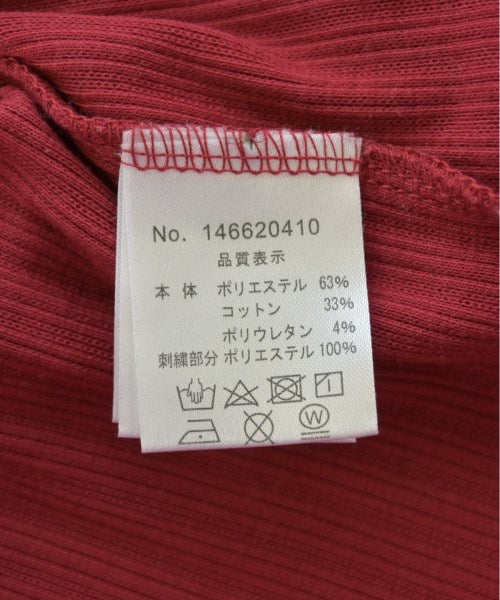 No. 146620410
品質表示
本体 ポリエステル 63%
コットン 33%
ポリウレタン 4%
刺繍部分 ポリエステル 100%
W